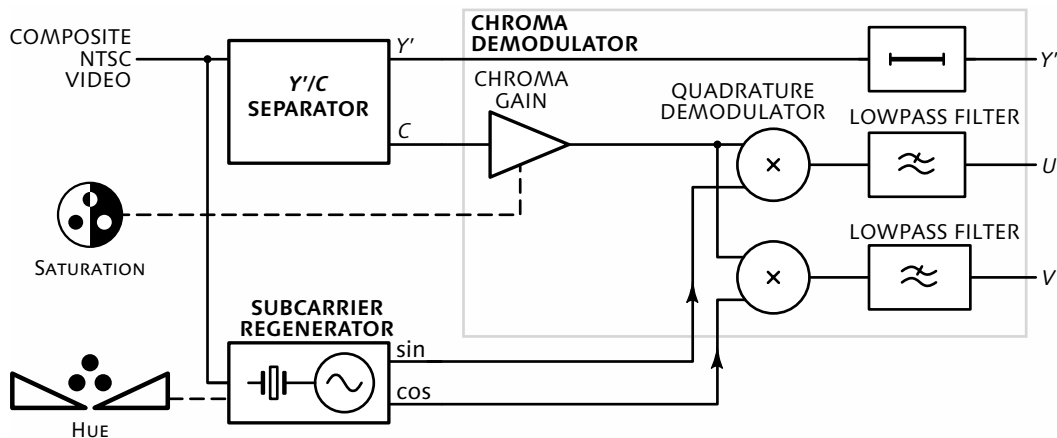 COMPOSITE
NTSC
VIDEO
Y'/C
SEPARATOR
Y'
C
CHROMA
DEMODULATOR
CHROMA
GAIN
QUADRATURE
DEMODULATOR
×
×
Y'
LOWPASS FILTER
U
LOWPASS FILTER
V
SATURATION
SUBCARRIER
REGENERATOR
sin
cos
HUE